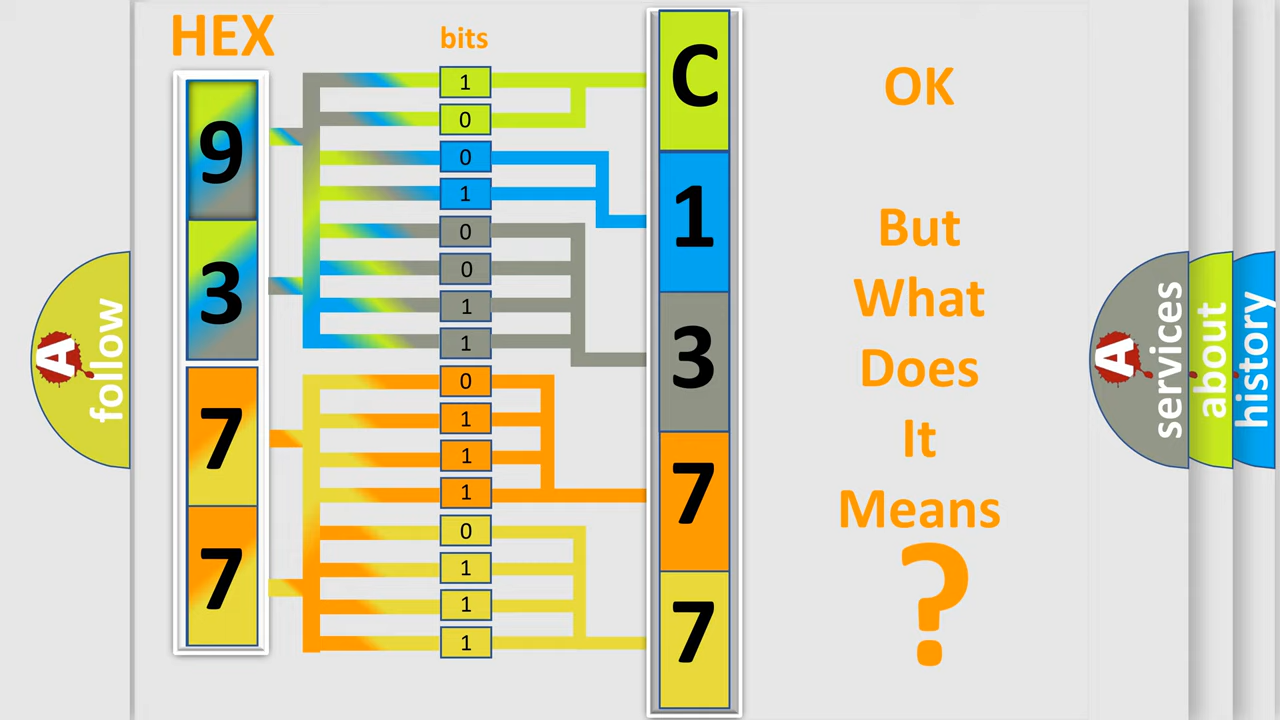 HEX
bits
9
3
7
7
1
0
0
1
0
0
1
1
0
1
1
1
0
1
1
1
C
1
3
7
7
OK
But
What
Does
It
Means
?
A
follow
A
services
about
history